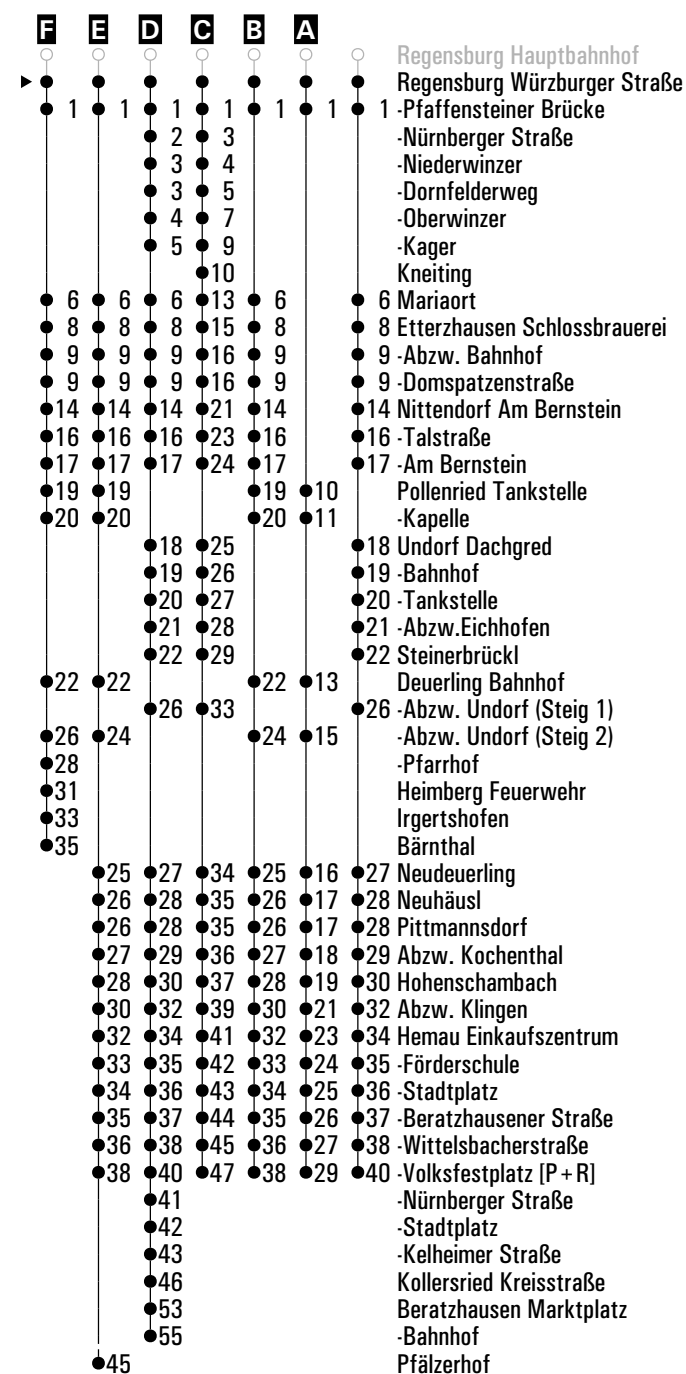 F E D C B A
Regensburg Hauptbahnhof
Regensburg Würzburger Straße
1 1 1 1 1 1 1 -Pfaffensteiner Brücke
2 3 -Nürnberger Straße
3 4 -Niederwinzer
3 5 -Dornfelderweg
4 7 -Oberwinzer
5 9 -Kager
10 Kneiting
6 6 6 13 6 6 Mariaort
8 8 8 15 8 8 Etterzhausen Schlossbrauerei
9 9 9 16 9 9 -Abzw. Bahnhof
9 9 9 16 9 9 -Domspatzenstraße
14 14 14 21 14 14 Nittendorf Am Bernstein
16 16 16 23 16 16 -Talstraße
17 17 17 24 17 17 -Am Bernstein
19 19 19 10 Pollenried Tankstelle
20 20 20 11 -Kapelle
18 25 18 Undorf Dachgred
19 26 19 -Bahnhof
20 27 20 -Tankstelle
21 28 21 -Abzw.Eichhofen
22 29 22 Steinerbrückl
22 22 22 13 Deuerling Bahnhof
26 33 26 -Abzw. Undorf (Steig 1)
26 24 24 15 -Abzw. Undorf (Steig 2)
28 -Pfarrhof
31 Heimberg Feuerwehr
33 Irgertshofen
35 Bärnthal
25 27 34 25 16 27 Neudeuerling
26 28 35 26 17 28 Neuhäusl
26 28 35 26 17 28 Pittmannsdorf
27 29 36 27 18 29 Abzw. Kochenthal
28 30 37 28 19 30 Hohenschambach
30 32 39 30 21 32 Abzw. Klingen
32 34 41 32 23 34 Hemau Einkaufszentrum
33 35 42 33 24 35 -Förderschule
34 36 43 34 25 36 -Stadtplatz
35 37 44 35 26 37 -Beratzhausener Straße
36 38 45 36 27 38 -Wittelsbacherstraße
38 40 47 38 29 40 -Volksfestplatz [P+R]
41 -Nürnberger Straße
42 -Stadtplatz
43 -Kelheimer Straße
46 Kollersried Kreisstraße
53 Beratzhausen Marktplatz
55 -Bahnhof
45 Pfälzerhof